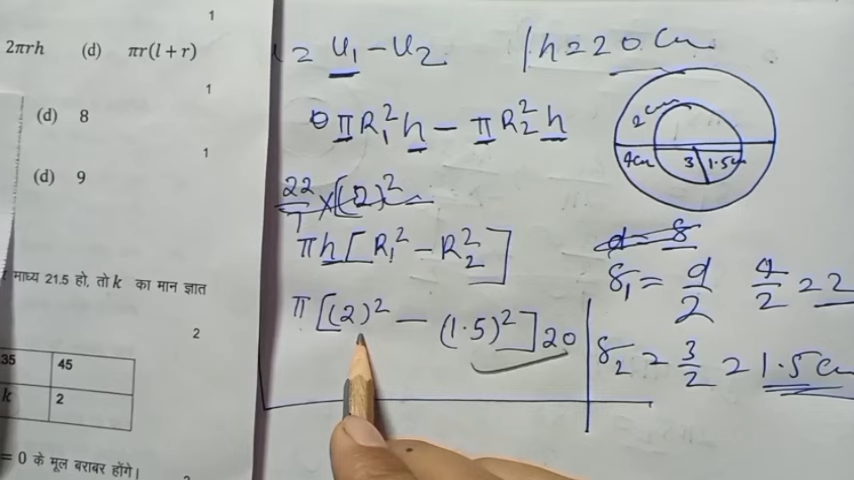 1
2πrh (d) πr(l + r)
1
(d) 8
1
(d) 9
माध्य 21.5 हो, तो k का मान ज्ञात
2
35 45
k 2
= 0 के मूल बराबर होंगे।
= U₁ - U₂ h = 20 cm
πR₁²h - πR₂²h
22/7 × (2)²
πh[R₁² - R₂²]
π[(2)² - (1.5)²]20
2cm
4cm 3 1.5cm
d = 8
r₁ = d/2 4/2 = 2
r₂ = 3/2 = 1.5 cm